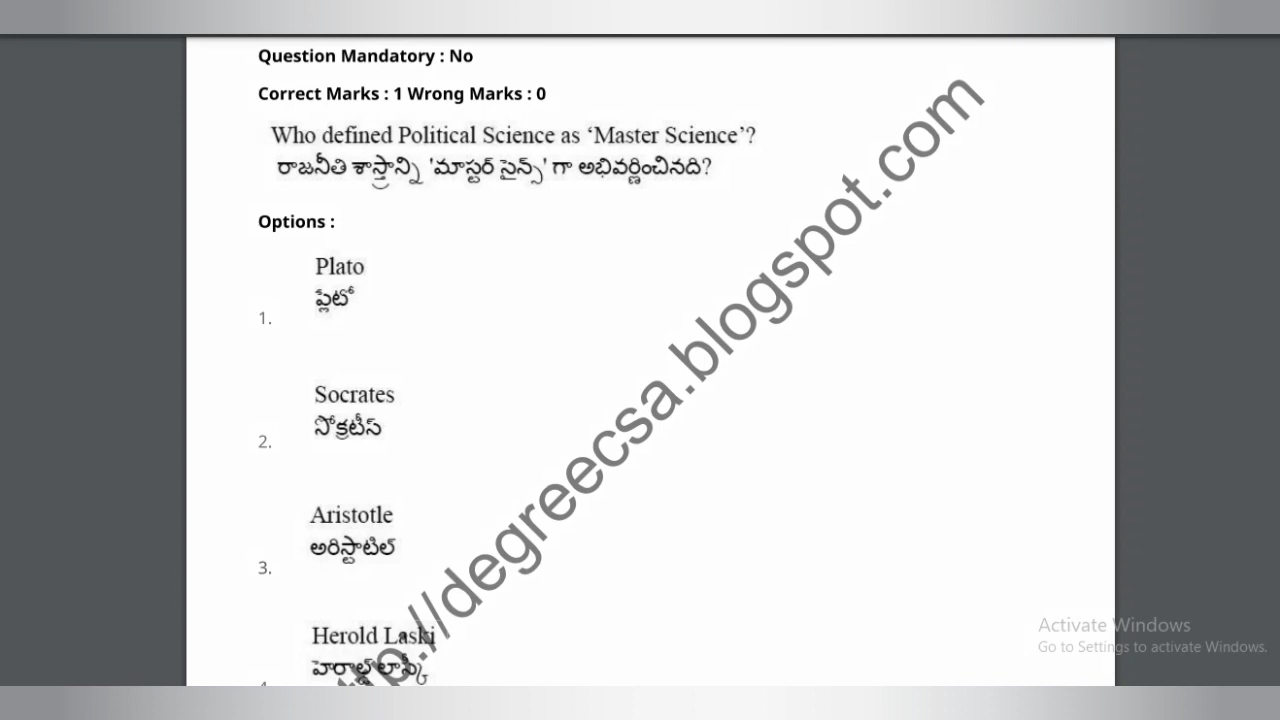 Question Mandatory : No
Correct Marks : 1 Wrong Marks : 0
Who defined Political Science as ‘Master Science’?
రాజనీతి శాస్త్రాన్ని 'మాస్టర్ సైన్స్' గా అభివర్ణించినది?
Options :
Plato
ప్లేటో
1.
Socrates
సోక్రటీస్
2.
Aristotle
అరిస్టాటిల్
3.
Herold Laski
హెరాల్డ్ లాస్కీ
://degreecsa.blogspot.com
Activate Windows
Go to Settings to activate Windows.